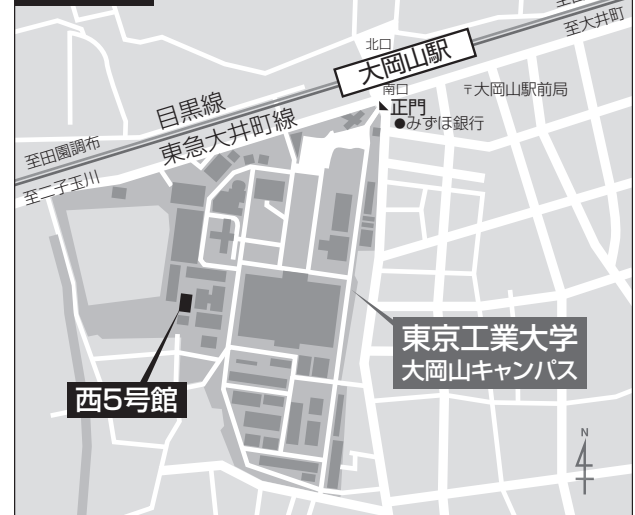 至大井町
北口
大岡山駅
南口
〒大岡山駅前局
正門
●みずほ銀行
目黒線
東急大井町線
至田園調布
至二子玉川
東京工業大学
大岡山キャンパス
西5号館
N